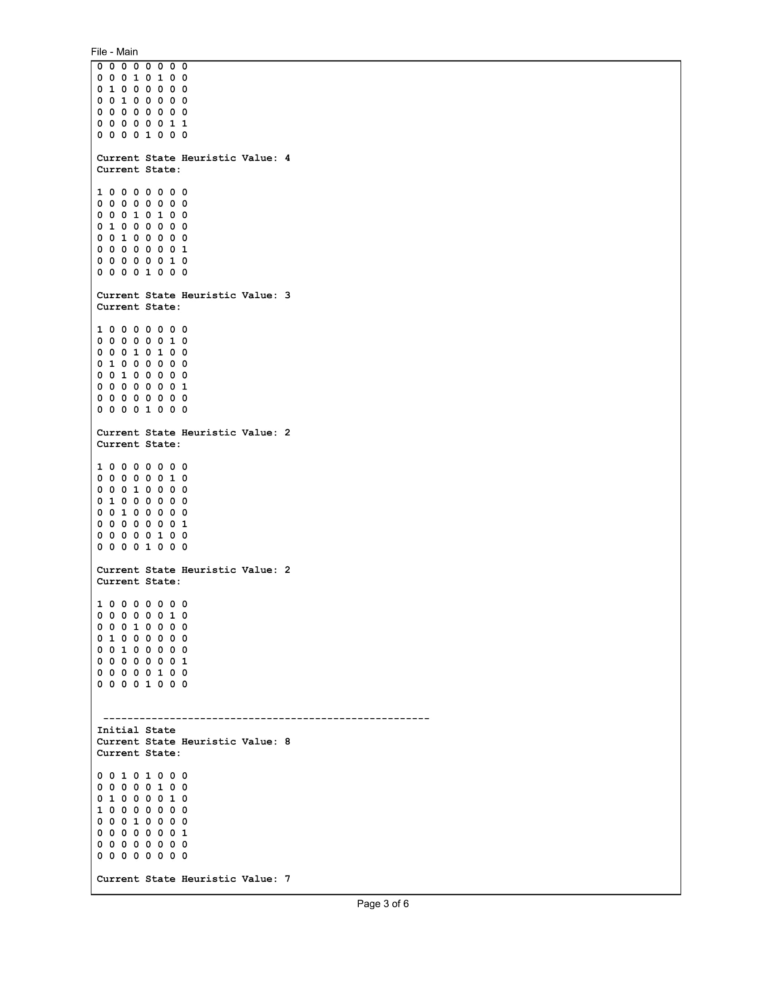 File - Main
0 0 0 0 0 0 0 0
0 0 0 1 0 1 0 0
0 1 0 0 0 0 0 0
0 0 1 0 0 0 0 0
0 0 0 0 0 0 0 0
0 0 0 0 0 0 1 1
0 0 0 0 1 0 0 0
Current State Heuristic Value: 4
Current State:
1 0 0 0 0 0 0 0
0 0 0 0 0 0 0 0
0 0 0 1 0 1 0 0
0 1 0 0 0 0 0 0
0 0 1 0 0 0 0 0
0 0 0 0 0 0 0 1
0 0 0 0 0 0 1 0
0 0 0 0 1 0 0 0
Current State Heuristic Value: 3
Current State:
1 0 0 0 0 0 0 0
0 0 0 0 0 0 1 0
0 0 0 1 0 1 0 0
0 1 0 0 0 0 0 0
0 0 1 0 0 0 0 0
0 0 0 0 0 0 0 1
0 0 0 0 0 0 0 0
0 0 0 0 1 0 0 0
Current State Heuristic Value: 2
Current State:
1 0 0 0 0 0 0 0
0 0 0 0 0 0 1 0
0 0 0 1 0 0 0 0
0 1 0 0 0 0 0 0
0 0 1 0 0 0 0 0
0 0 0 0 0 0 0 1
0 0 0 0 0 1 0 0
0 0 0 0 1 0 0 0
Current State Heuristic Value: 2
Current State:
1 0 0 0 0 0 0 0
0 0 0 0 0 0 1 0
0 0 0 1 0 0 0 0
0 1 0 0 0 0 0 0
0 0 1 0 0 0 0 0
0 0 0 0 0 0 0 1
0 0 0 0 0 1 0 0
0 0 0 0 1 0 0 0
------------------------------------------------------
Initial State
Current State Heuristic Value: 8
Current State:
0 0 1 0 1 0 0 0
0 0 0 0 0 1 0 0
0 1 0 0 0 0 1 0
1 0 0 0 0 0 0 0
0 0 0 1 0 0 0 0
0 0 0 0 0 0 0 1
0 0 0 0 0 0 0 0
0 0 0 0 0 0 0 0
Current State Heuristic Value: 7
Page 3 of 6